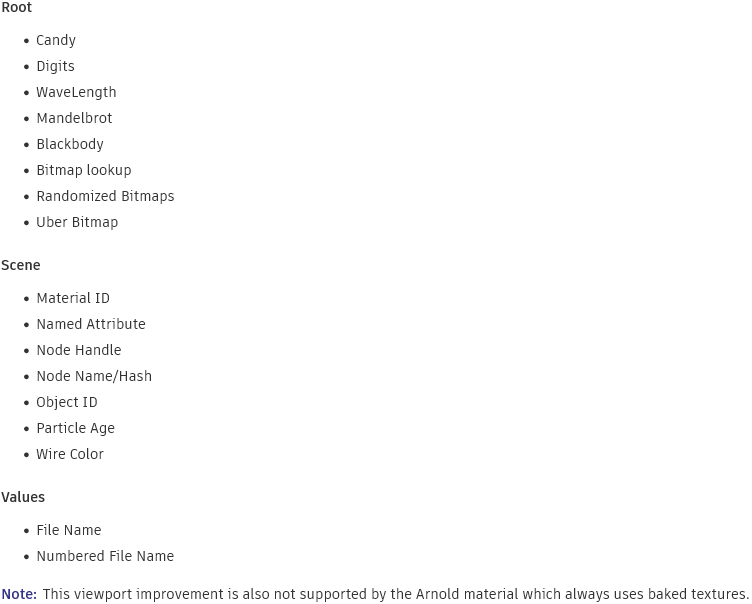 Root
• Candy
• Digits
• WaveLength
• Mandelbrot
• Blackbody
• Bitmap lookup
• Randomized Bitmaps
• Uber Bitmap
Scene
• Material ID
• Named Attribute
• Node Handle
• Node Name/Hash
• Object ID
• Particle Age
• Wire Color
Values
• File Name
• Numbered File Name
Note: This viewport improvement is also not supported by the Arnold material which always uses baked textures.